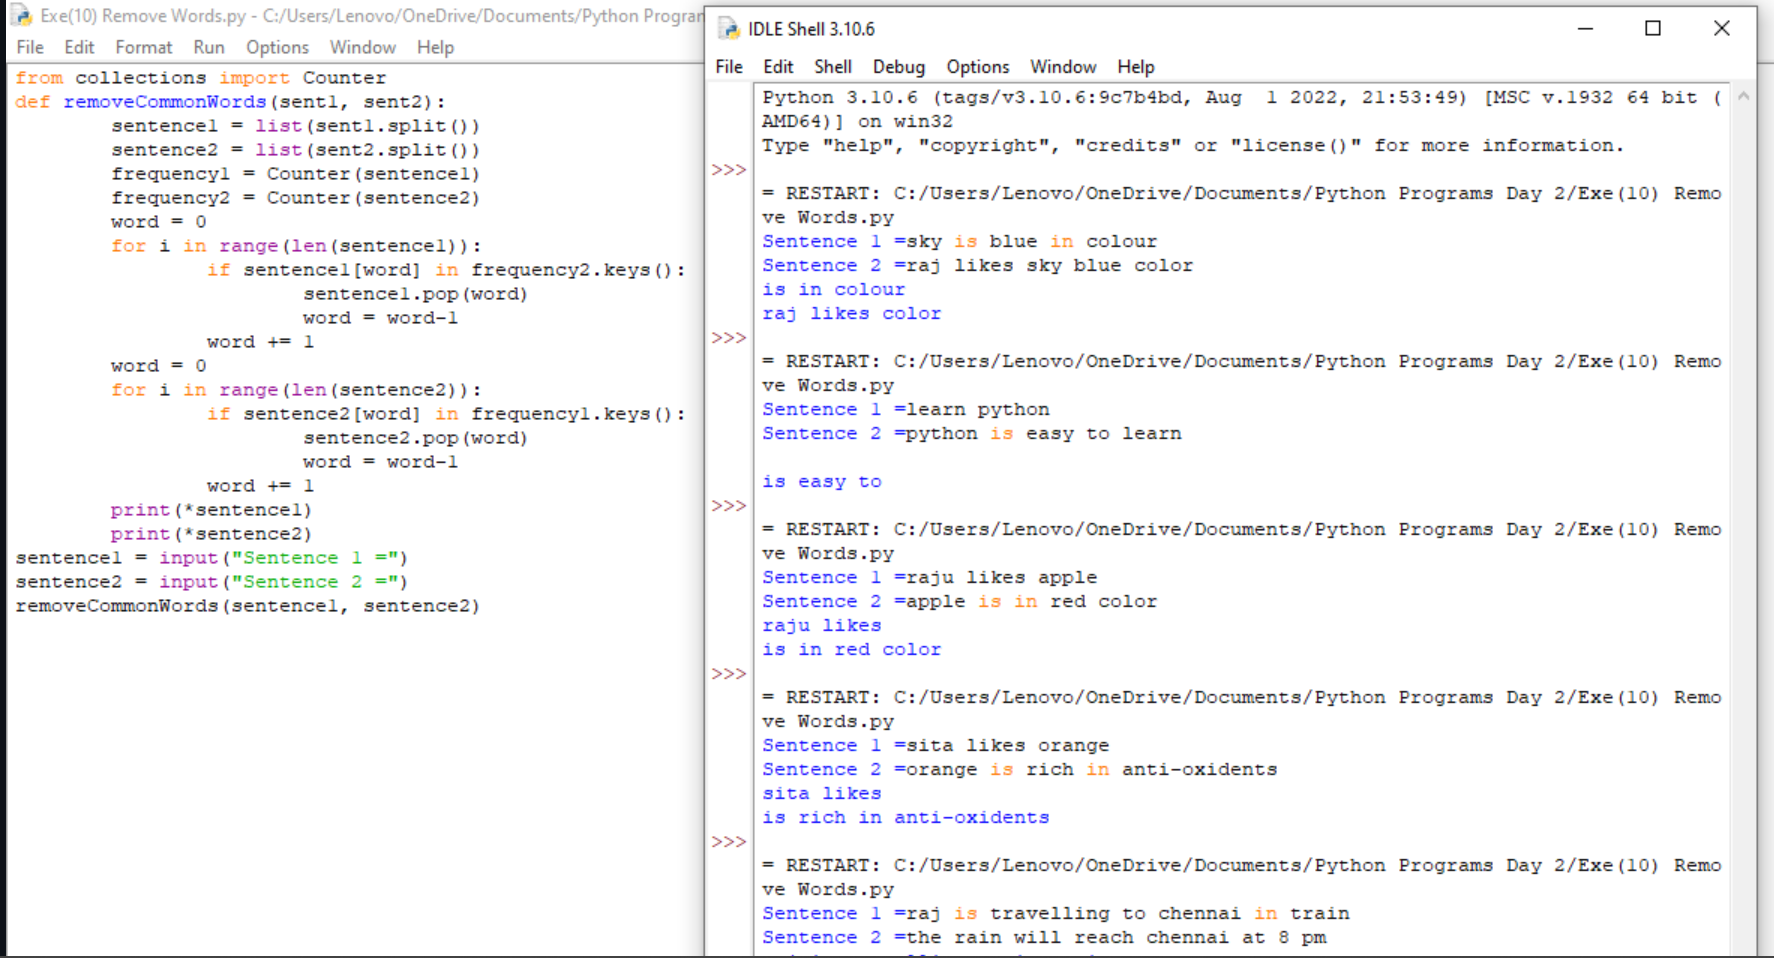 Exe(10) Remove Words.py - C:/Users/Lenovo/OneDrive/Documents/Python Progran
File Edit Format Run Options Window Help
from collections import Counter
def removeCommonWords(sent1, sent2):
        sentence1 = list(sent1.split())
        sentence2 = list(sent2.split())
        frequency1 = Counter(sentence1)
        frequency2 = Counter(sentence2)
        word = 0
        for i in range(len(sentence1)):
                if sentence1[word] in frequency2.keys():
                        sentence1.pop(word)
                        word = word-1
                word += 1
        word = 0
        for i in range(len(sentence2)):
                if sentence2[word] in frequency1.keys():
                        sentence2.pop(word)
                        word = word-1
                word += 1
        print(*sentence1)
        print(*sentence2)
sentence1 = input("Sentence 1 =")
sentence2 = input("Sentence 2 =")
removeCommonWords(sentence1, sentence2)
IDLE Shell 3.10.6
File Edit Shell Debug Options Window Help
Python 3.10.6 (tags/v3.10.6:9c7b4bd, Aug  1 2022, 21:53:49) [MSC v.1932 64 bit (
AMD64)] on win32
Type "help", "copyright", "credits" or "license()" for more information.
>>>
= RESTART: C:/Users/Lenovo/OneDrive/Documents/Python Programs Day 2/Exe(10) Remo
ve Words.py
Sentence 1 =sky is blue in colour
Sentence 2 =raj likes sky blue color
is in colour
raj likes color
>>>
= RESTART: C:/Users/Lenovo/OneDrive/Documents/Python Programs Day 2/Exe(10) Remo
ve Words.py
Sentence 1 =learn python
Sentence 2 =python is easy to learn
is easy to
>>>
= RESTART: C:/Users/Lenovo/OneDrive/Documents/Python Programs Day 2/Exe(10) Remo
ve Words.py
Sentence 1 =raju likes apple
Sentence 2 =apple is in red color
raju likes
is in red color
>>>
= RESTART: C:/Users/Lenovo/OneDrive/Documents/Python Programs Day 2/Exe(10) Remo
ve Words.py
Sentence 1 =sita likes orange
Sentence 2 =orange is rich in anti-oxidents
sita likes
is rich in anti-oxidents
>>>
= RESTART: C:/Users/Lenovo/OneDrive/Documents/Python Programs Day 2/Exe(10) Remo
ve Words.py
Sentence 1 =raj is travelling to chennai in train
Sentence 2 =the rain will reach chennai at 8 pm